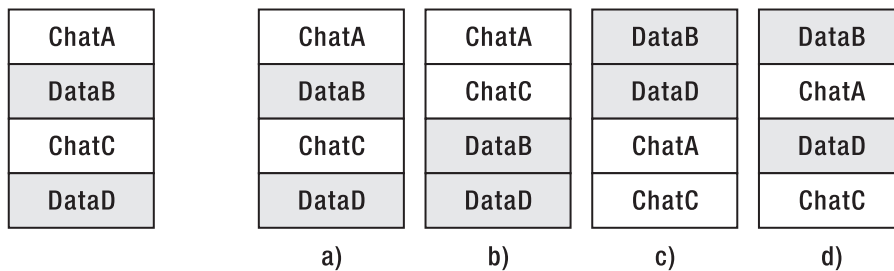 ChatA ChatA ChatA DataB DataB
DataB DataB ChatC DataD ChatA
ChatC ChatC DataB ChatA DataD
DataD DataD DataD ChatC ChatC
a) b) c) d)